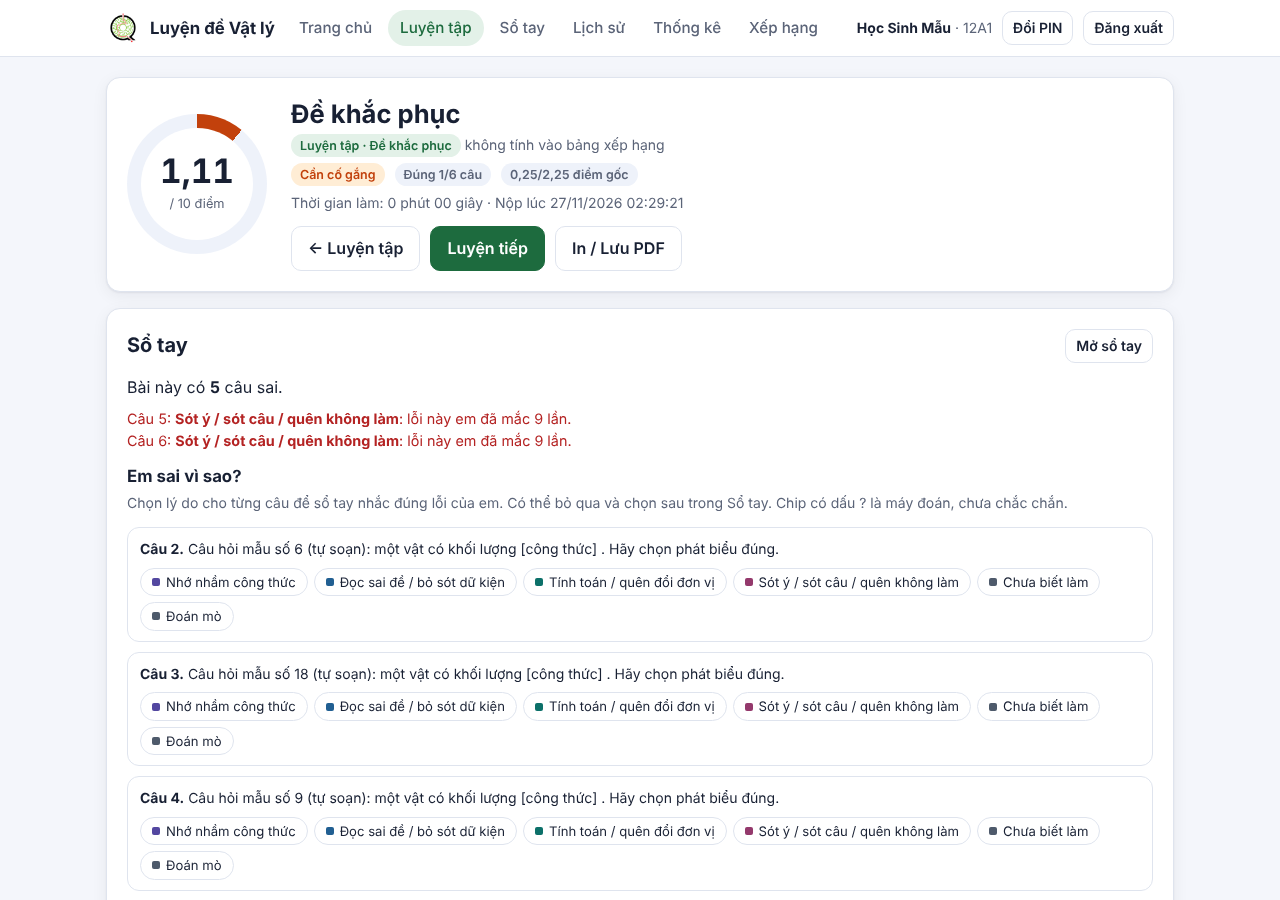 Luyện đề Vật lý Trang chủ Luyện tập Sổ tay Lịch sử Thống kê Xếp hạng Học Sinh Mẫu · 12A1 Đổi PIN Đăng xuất
1,11
/ 10 điểm
Đề khắc phục
Luyện tập · Đề khắc phục không tính vào bảng xếp hạng
Cần cố gắng Đúng 1/6 câu 0,25/2,25 điểm gốc
Thời gian làm: 0 phút 00 giây · Nộp lúc 27/11/2026 02:29:21
← Luyện tập Luyện tiếp In / Lưu PDF
Sổ tay Mở sổ tay
Bài này có 5 câu sai.
Câu 5: Sót ý / sót câu / quên không làm: lỗi này em đã mắc 9 lần.
Câu 6: Sót ý / sót câu / quên không làm: lỗi này em đã mắc 9 lần.
Em sai vì sao?
Chọn lý do cho từng câu để sổ tay nhắc đúng lỗi của em. Có thể bỏ qua và chọn sau trong Sổ tay. Chip có dấu ? là máy đoán, chưa chắc chắn.
Câu 2. Câu hỏi mẫu số 6 (tự soạn): một vật có khối lượng [công thức] . Hãy chọn phát biểu đúng.
Nhớ nhầm công thức Đọc sai đề / bỏ sót dữ kiện Tính toán / quên đổi đơn vị Sót ý / sót câu / quên không làm Chưa biết làm
Đoán mò
Câu 3. Câu hỏi mẫu số 18 (tự soạn): một vật có khối lượng [công thức] . Hãy chọn phát biểu đúng.
Nhớ nhầm công thức Đọc sai đề / bỏ sót dữ kiện Tính toán / quên đổi đơn vị Sót ý / sót câu / quên không làm Chưa biết làm
Đoán mò
Câu 4. Câu hỏi mẫu số 9 (tự soạn): một vật có khối lượng [công thức] . Hãy chọn phát biểu đúng.
Nhớ nhầm công thức Đọc sai đề / bỏ sót dữ kiện Tính toán / quên đổi đơn vị Sót ý / sót câu / quên không làm Chưa biết làm
Đoán mò